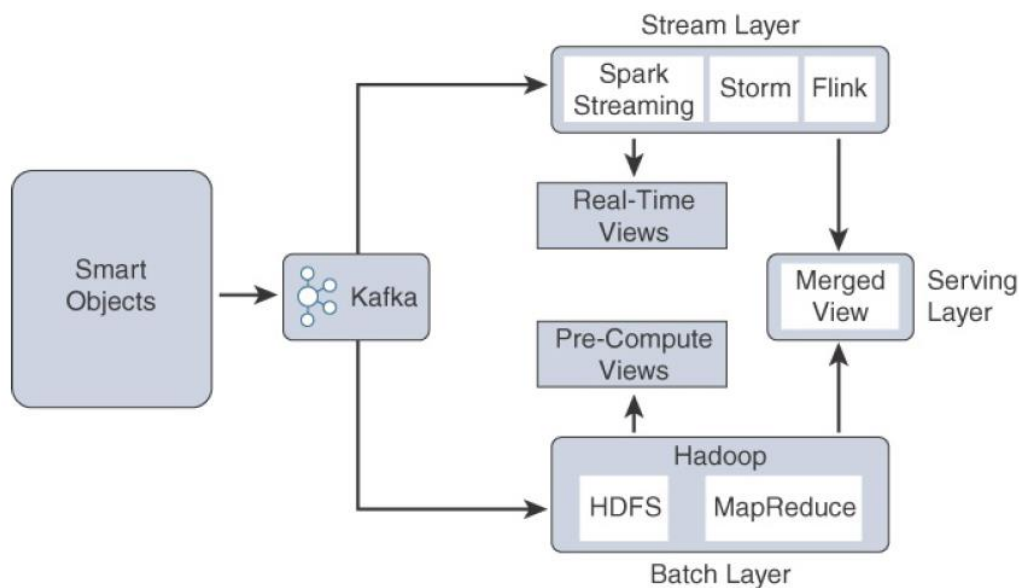 Stream Layer
Spark
Streaming
Storm
Flink
Real-Time
Views
Smart
Objects
Kafka
Merged
View
Serving
Layer
Pre-Compute
Views
Hadoop
HDFS
MapReduce
Batch Layer